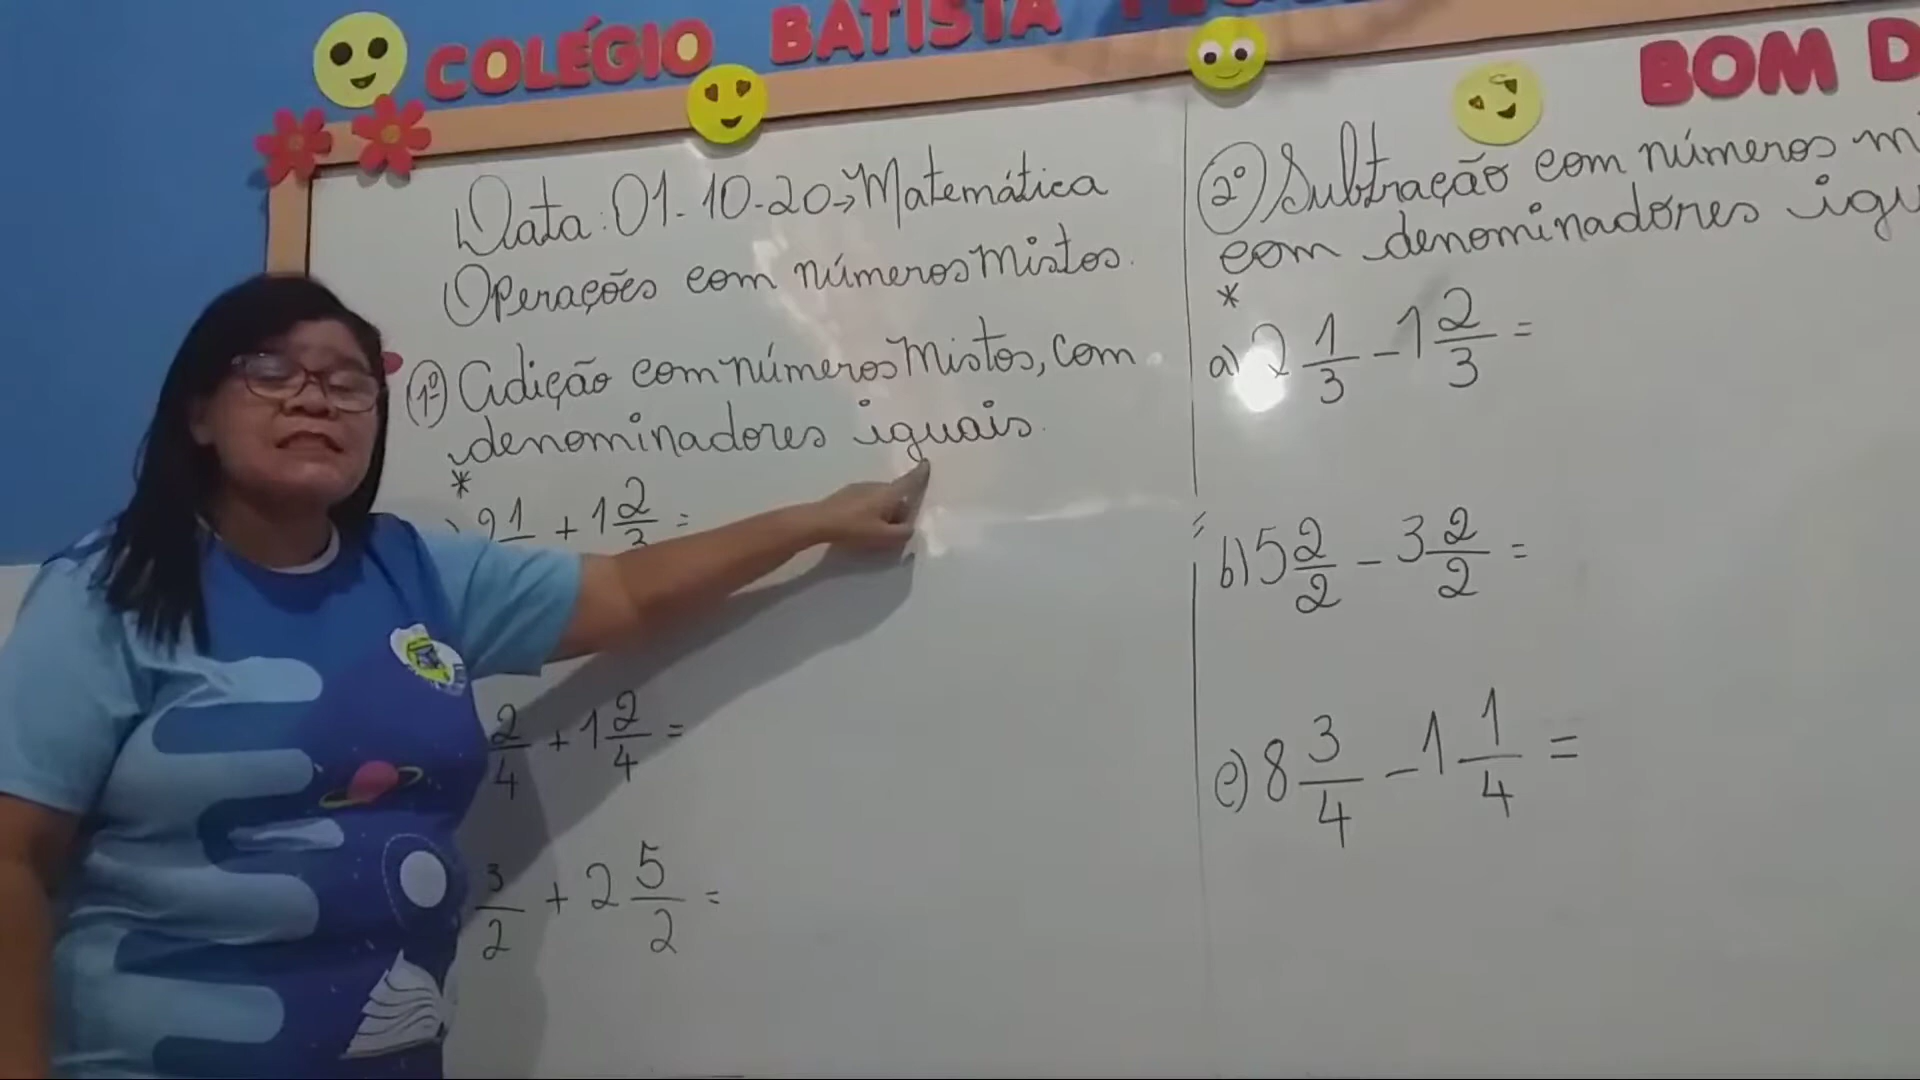 COLÉGIO BATISTA
BOM D
Data: 01-10-20→Matemática
Operações com números Mistos.
1º Adição com números Mistos, com
denominadores iguais.
*
2 1 + 1 2/3 =
2/4 + 1 2/4 =
3/2 + 2 5/2 =
2º Subtração com números
com denominadores
*
a) 2 1/3 - 1 2/3 =
b) 5 2/2 - 3 2/2 =
c) 8 3/4 - 1 1/4 =